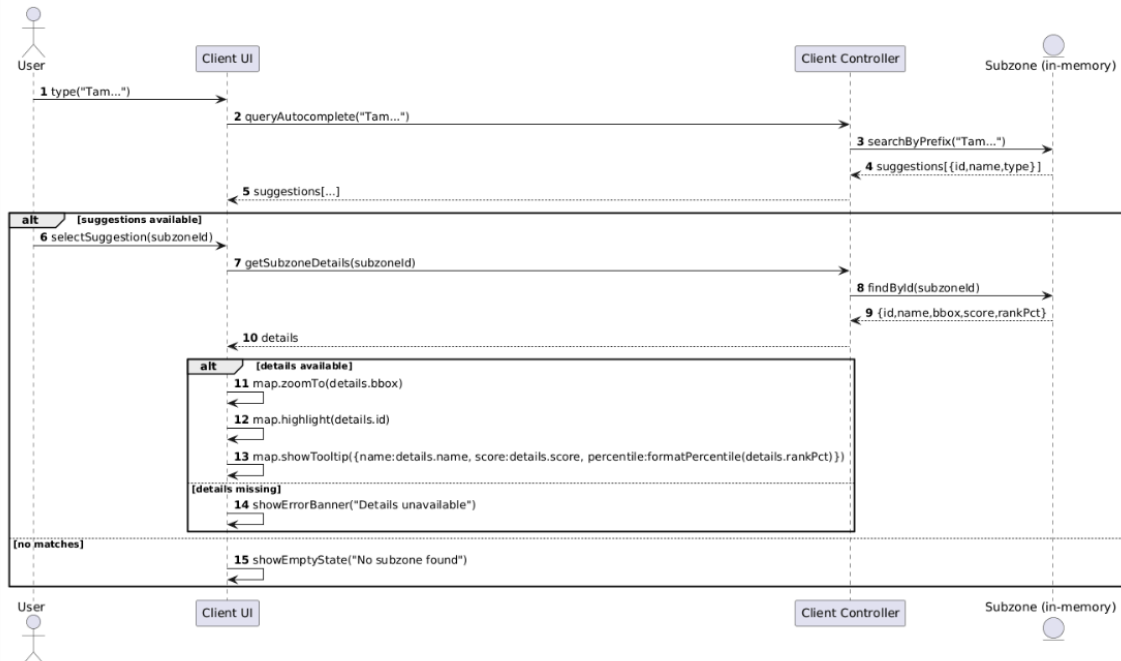 User
Client UI
Client Controller
Subzone (in-memory)
1 type("Tam...")
2 queryAutocomplete("Tam...")
3 searchByPrefix("Tam...")
4 suggestions[{id,name,type}]
5 suggestions[...]
alt [suggestions available]
6 selectSuggestion(subzoneId)
7 getSubzoneDetails(subzoneId)
8 findById(subzoneId)
9 {id,name,bbox,score,rankPct}
10 details
alt [details available]
11 map.zoomTo(details.bbox)
12 map.highlight(details.id)
13 map.showTooltip({name:details.name, score:details.score, percentile:formatPercentile(details.rankPct)})
[details missing]
14 showErrorBanner("Details unavailable")
[no matches]
15 showEmptyState("No subzone found")
User
Client UI
Client Controller
Subzone (in-memory)